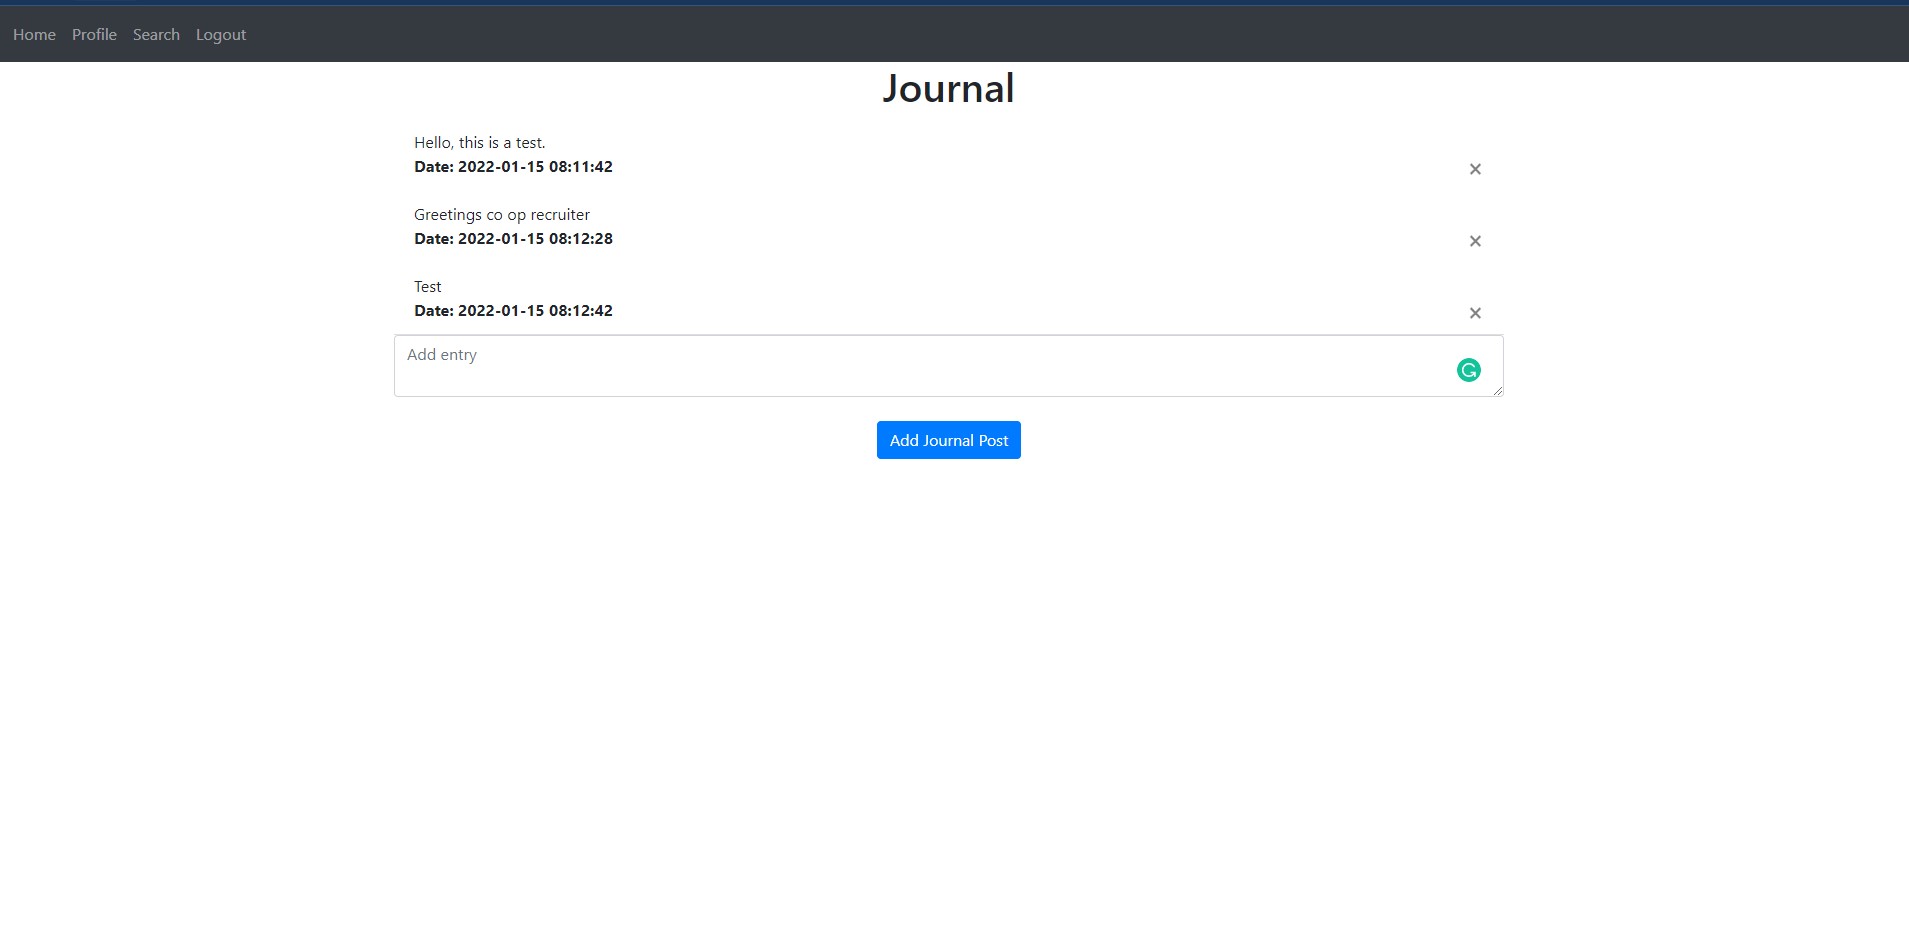 Home Profile Search Logout
Journal
Hello, this is a test.
Date: 2022-01-15 08:11:42
×
Greetings co op recruiter
Date: 2022-01-15 08:12:28
×
Test
Date: 2022-01-15 08:12:42
×
Add entry
Add Journal Post